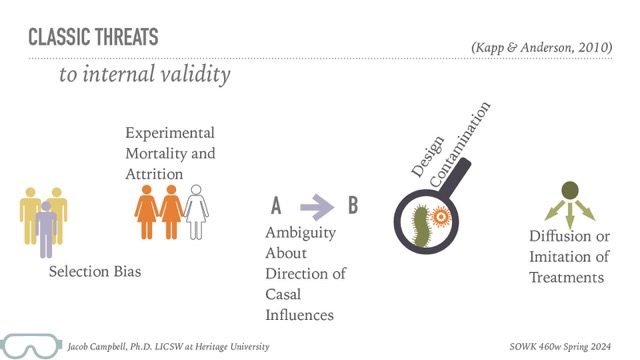 CLASSIC THREATS
(Kapp & Anderson, 2010)
to internal validity
Experimental
Mortality and
Attrition
Selection Bias
A B
Ambiguity
About
Direction of
Casal
Influences
Design
Contamination
Diffusion or
Imitation of
Treatments
Jacob Campbell, Ph.D. LICSW at Heritage University
SOWK 460w Spring 2024